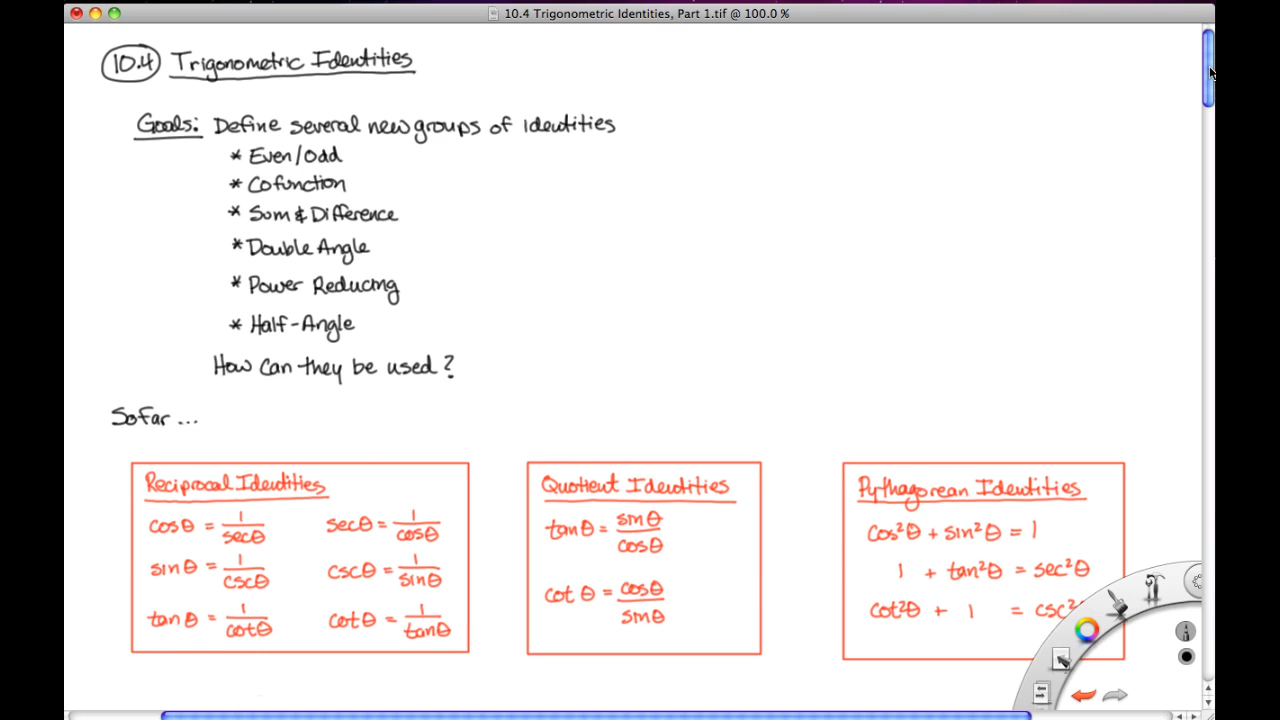 10.4 Trigonometric Identities, Part 1.tif @ 100.0 %
10.4 Trigonometric Identities
Goals: Define several new groups of identities
* Even/Odd
* Cofunction
* Sum & Difference
* Double Angle
* Power Reducing
* Half-Angle
How can they be used?
So far ...
Reciprocal Identities
cosθ = 1/secθ
secθ = 1/cosθ
sinθ = 1/cscθ
cscθ = 1/sinθ
tanθ = 1/cotθ
cotθ = 1/tanθ
Quotient Identities
tanθ = sinθ/cosθ
cotθ = cosθ/sinθ
Pythagorean Identities
cos²θ + sin²θ = 1
1 + tan²θ = sec²θ
cot²θ + 1 = csc²